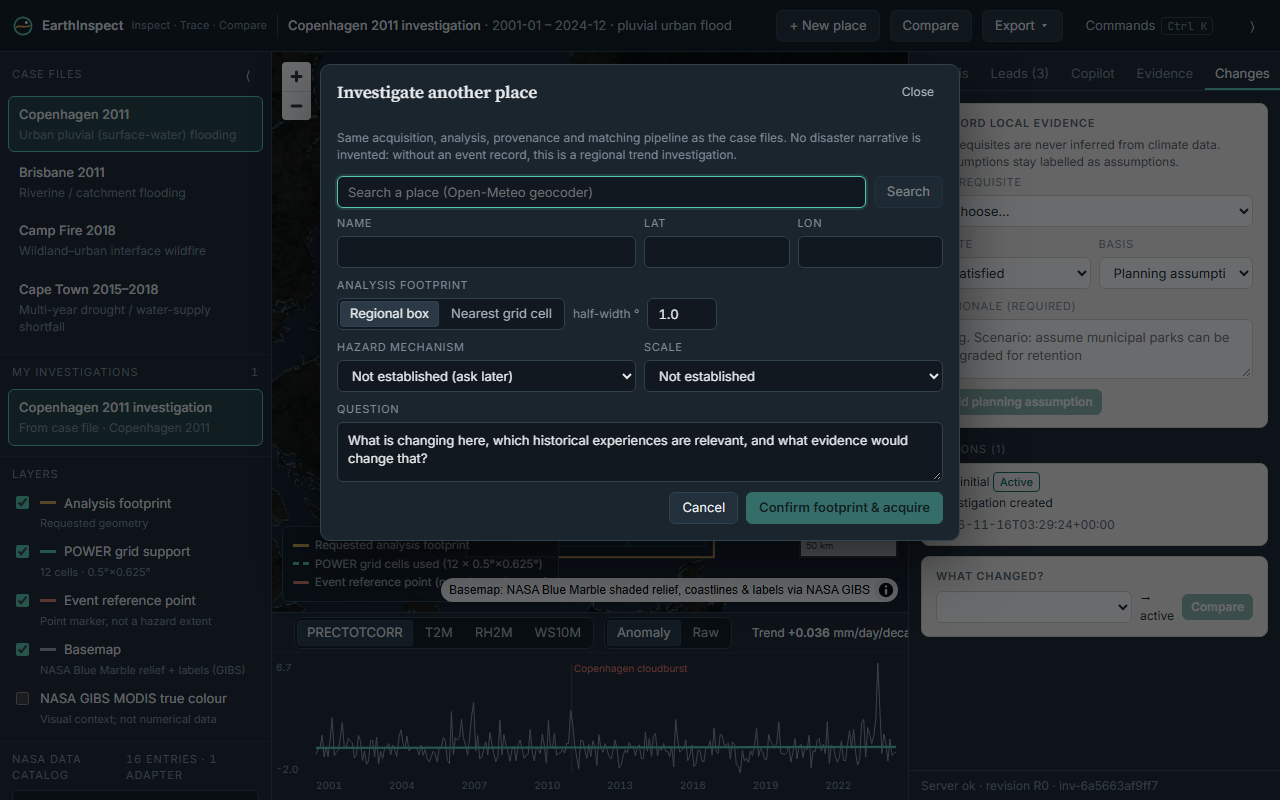 EarthInspect Inspect · Trace · Compare
Copenhagen 2011 investigation · 2001-01 – 2024-12 · pluvial urban flood
+ New place
Compare
Export
Commands Ctrl K
CASE FILES
Copenhagen 2011
Urban pluvial (surface-water) flooding
Brisbane 2011
Riverine / catchment flooding
Camp Fire 2018
Wildland–urban interface wildfire
Cape Town 2015–2018
Multi-year drought / water-supply
shortfall
MY INVESTIGATIONS 1
Copenhagen 2011 investigation
From case file · Copenhagen 2011
LAYERS
Analysis footprint
Requested geometry
POWER grid support
12 cells · 0.5°×0.625°
Event reference point
Point marker, not a hazard extent
Basemap
NASA Blue Marble relief + labels (GIBS)
NASA GIBS MODIS true colour
Visual context; not numerical data
NASA DATA
CATALOG
16 ENTRIES · 1
ADAPTER
+
−
Investigate another place
Close
Same acquisition, analysis, provenance and matching pipeline as the case files. No disaster narrative is
invented: without an event record, this is a regional trend investigation.
Search a place (Open-Meteo geocoder)
Search
NAME
LAT
LON
ANALYSIS FOOTPRINT
Regional box
Nearest grid cell
half-width °
1.0
HAZARD MECHANISM
SCALE
Not established (ask later)
Not established
QUESTION
What is changing here, which historical experiences are relevant, and what evidence would
change that?
Cancel
Confirm footprint & acquire
Requested analysis footprint
POWER grid cells used (12 × 0.5°×0.625°)
Event reference point
50 km
Basemap: NASA Blue Marble shaded relief, coastlines & labels via NASA GIBS
PRECTOTCORR
T2M
RH2M
WS10M
Anomaly
Raw
Trend +0.036 mm/day/deca
6.7
Copenhagen cloudburst
−2.0
2001 2004 2007 2010 2013 2016 2019 2022
Leads (3)
Copilot
Evidence
Changes
ORD LOCAL EVIDENCE
equisites are never inferred from climate data.
umptions stay labelled as assumptions.
REQUISITE
hoose...
TE
BASIS
atisfied
Planning assumpti
IONALE (REQUIRED)
g. Scenario: assume municipal parks can be
graded for retention
d planning assumption
ONS (1)
initial Active
stigation created
6-11-16T03:29:24+00:00
WHAT CHANGED?
→
active
Compare
Server ok · revision R0 · inv-6a5663af9ff7